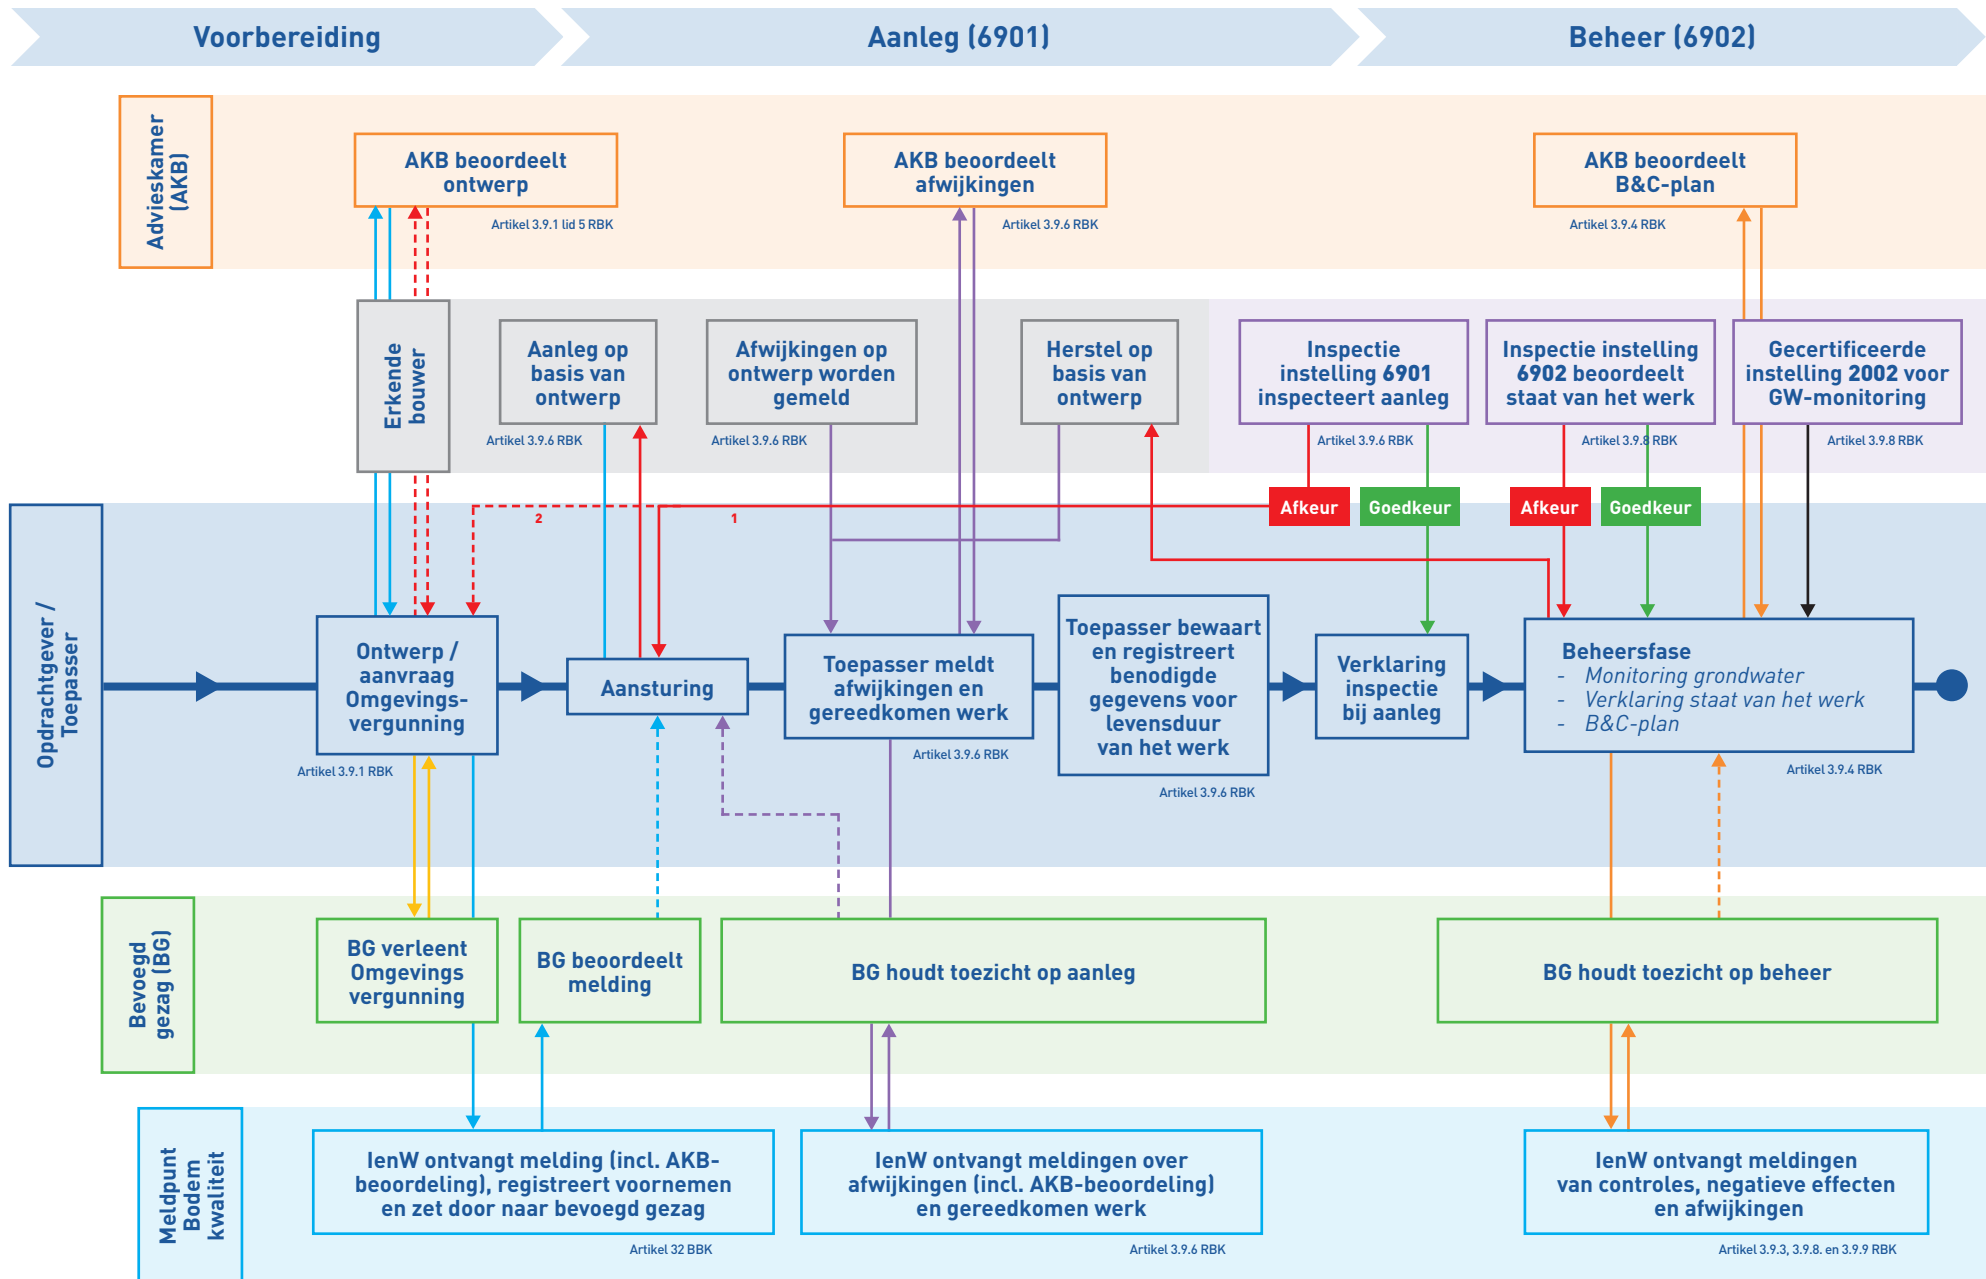 Voorbereiding
Aanleg (6901)
Beheer (6902)
Advieskamer
(AKB)
AKB beoordeelt
ontwerp
Artikel 3.9.1 lid 5 RBK
AKB beoordeelt
afwijkingen
Artikel 3.9.6 RBK
AKB beoordeelt
B&C-plan
Artikel 3.9.4 RBK
Erkende
bouwer
Aanleg op
basis van
ontwerp
Artikel 3.9.6 RBK
Afwijkingen op
ontwerp worden
gemeld
Artikel 3.9.6 RBK
Herstel op
basis van
ontwerp
Inspectie
instelling 6901
inspecteert aanleg
Artikel 3.9.6 RBK
Inspectie instelling
6902 beoordeelt
staat van het werk
Artikel 3.9.8 RBK
Gecertificeerde
instelling 2002 voor
GW-monitoring
Artikel 3.9.8 RBK
2
1
Afkeur
Goedkeur
Afkeur
Goedkeur
Opdrachtgever /
Toepasser
Ontwerp /
aanvraag
Omgevings-
vergunning
Artikel 3.9.1 RBK
Aansturing
Toepasser meldt
afwijkingen en
gereedkomen werk
Artikel 3.9.6 RBK
Toepasser bewaart
en registreert
benodigde
gegevens voor
levensduur
van het werk
Artikel 3.9.6 RBK
Verklaring
inspectie
bij aanleg
Beheersfase
- Monitoring grondwater
- Verklaring staat van het werk
- B&C-plan
Artikel 3.9.4 RBK
Bevoegd
gezag (BG)
BG verleent
Omgevings
vergunning
BG beoordeelt
melding
BG houdt toezicht op aanleg
BG houdt toezicht op beheer
Meldpunt
Bodem
kwaliteit
IenW ontvangt melding (incl. AKB-
beoordeling), registreert voornemen
en zet door naar bevoegd gezag
Artikel 32 BBK
IenW ontvangt meldingen over
afwijkingen (incl. AKB-beoordeling)
en gereedkomen werk
Artikel 3.9.6 RBK
IenW ontvangt meldingen
van controles, negatieve effecten
en afwijkingen
Artikel 3.9.3, 3.9.8. en 3.9.9 RBK